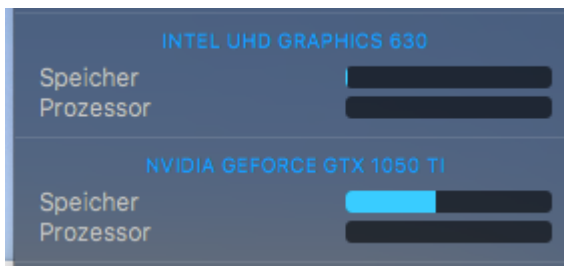 INTEL UHD GRAPHICS 630
Speicher
Prozessor
NVIDIA GEFORCE GTX 1050 TI
Speicher
Prozessor